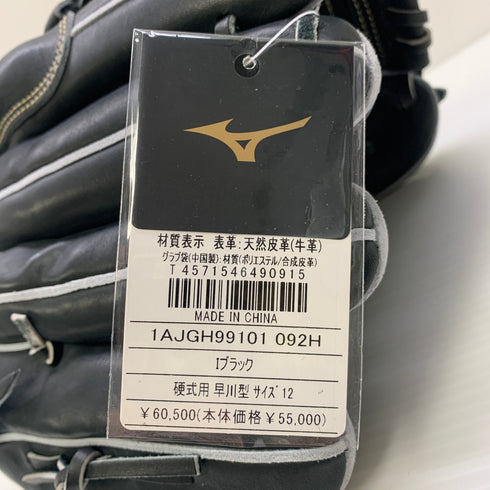 材質表示 表革:天然皮革(牛革)
グラブ袋(中国製):材質(ポリエステル/合成皮革)
T 4571546490915
MADE IN CHINA
1AJGH99101 092H
Iブラック
硬式用 早川型 サイズ12
¥60,500(本体価格¥55,000)